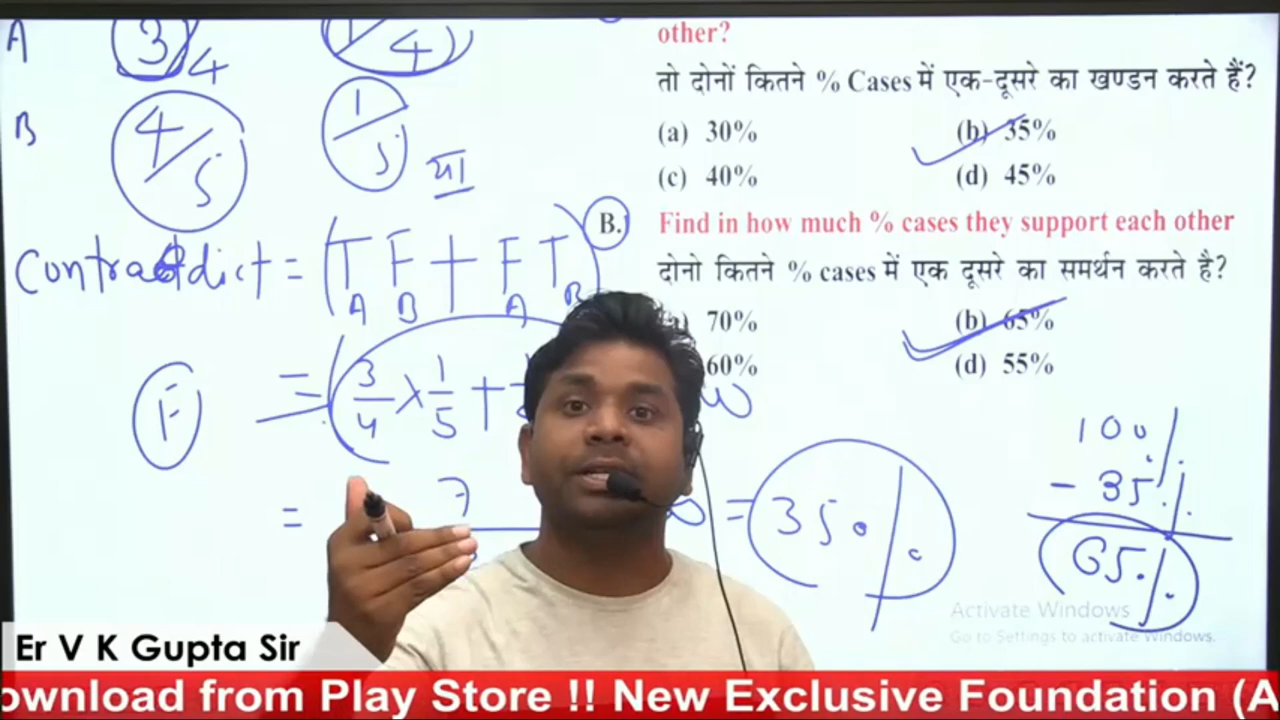 other?
तो दोनों कितने % Cases में एक-दूसरे का खण्डन करते हैं?
(a) 30%
(b) 35%
(c) 40%
(d) 45%
B. Find in how much % cases they support each other
दोनो कितने % cases में एक दूसरे का समर्थन करते है?
70%
(b) 65%
60%
(d) 55%
A 3/4 1/4
B 4/5 1/5 या
Contradict = (T F + F T)
A B A B
F = 3/4 × 1/5 +
= 7
= 35%
100%
- 35%
65%
Activate Windows
Go to Settings to activate Windows.
Er V K Gupta Sir
ownload from Play Store !! New Exclusive Foundation (A